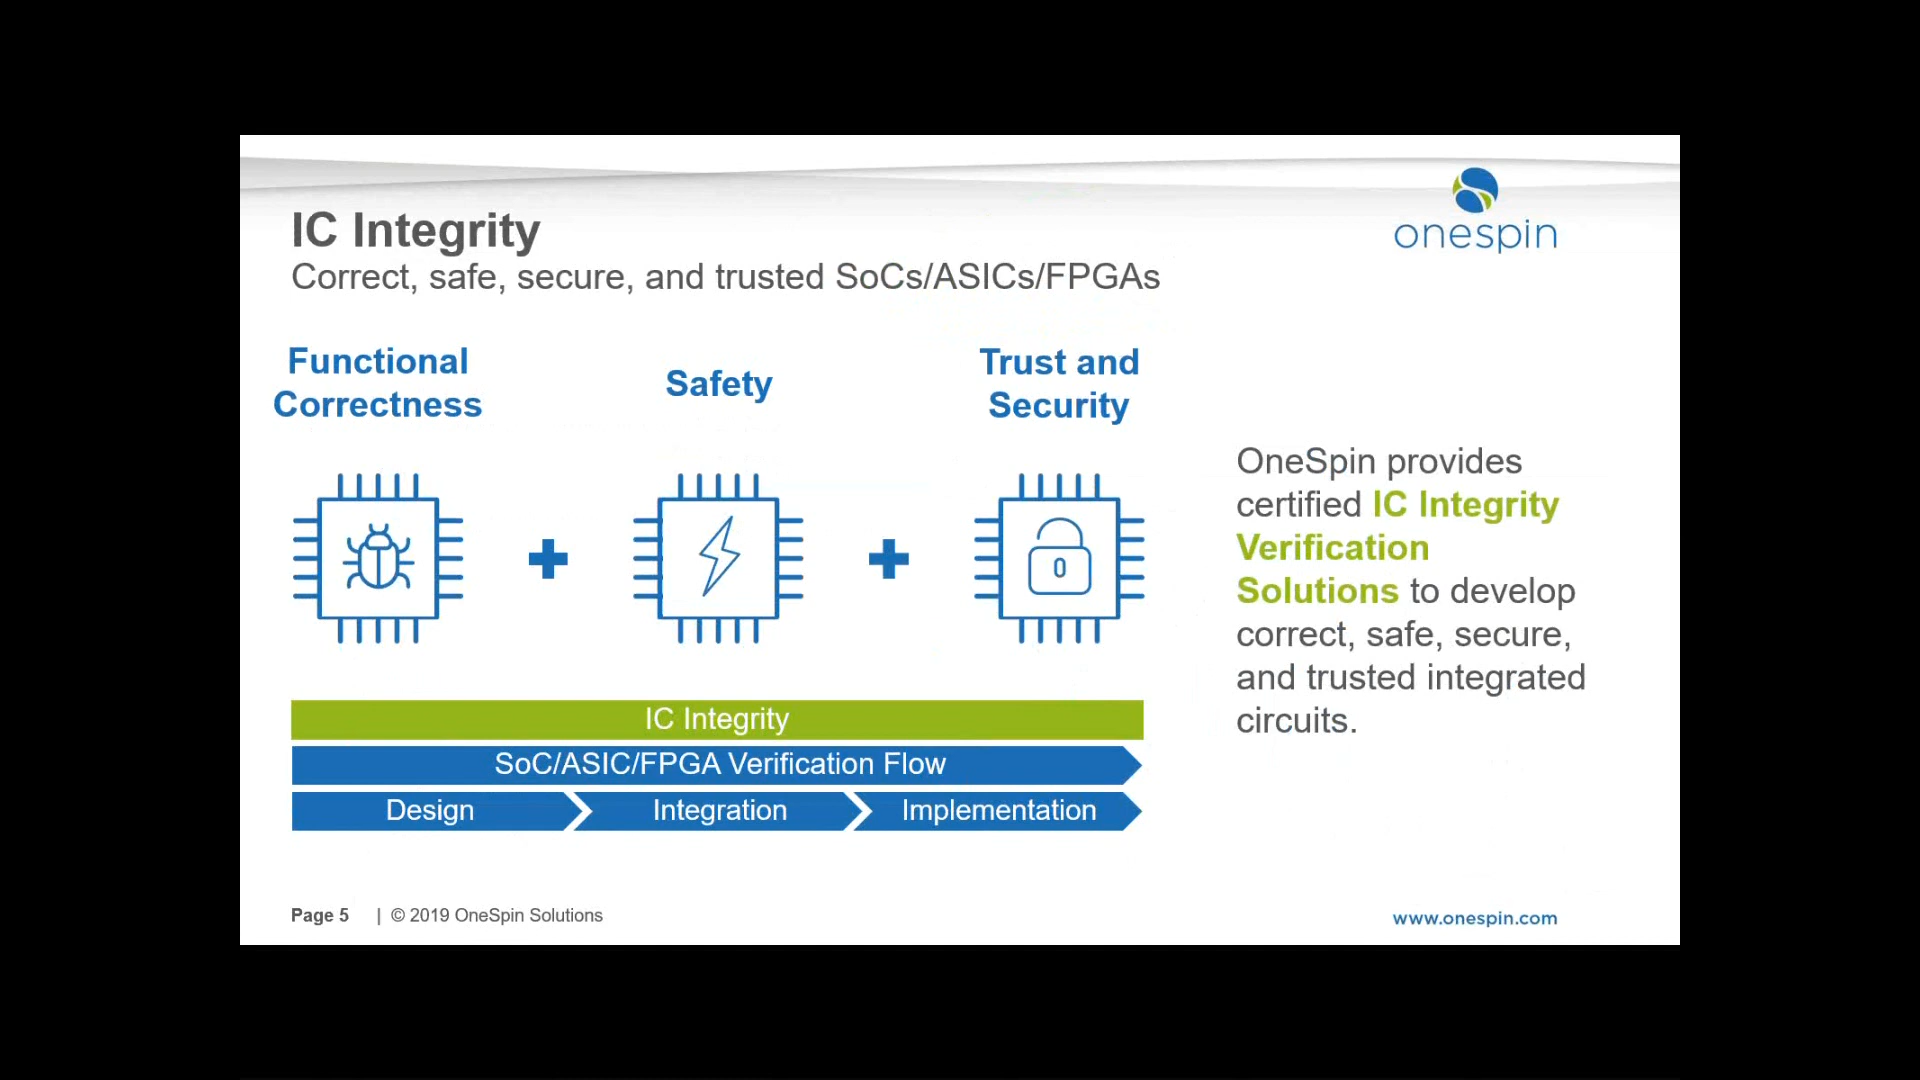 onespin
IC Integrity
Correct, safe, secure, and trusted SoCs/ASICs/FPGAs
Functional
Correctness
Safety
Trust and
Security
OneSpin provides
certified IC Integrity
Verification
Solutions to develop
correct, safe, secure,
and trusted integrated
circuits.
IC Integrity
SoC/ASIC/FPGA Verification Flow
Design
Integration
Implementation
Page 5 | © 2019 OneSpin Solutions
www.onespin.com